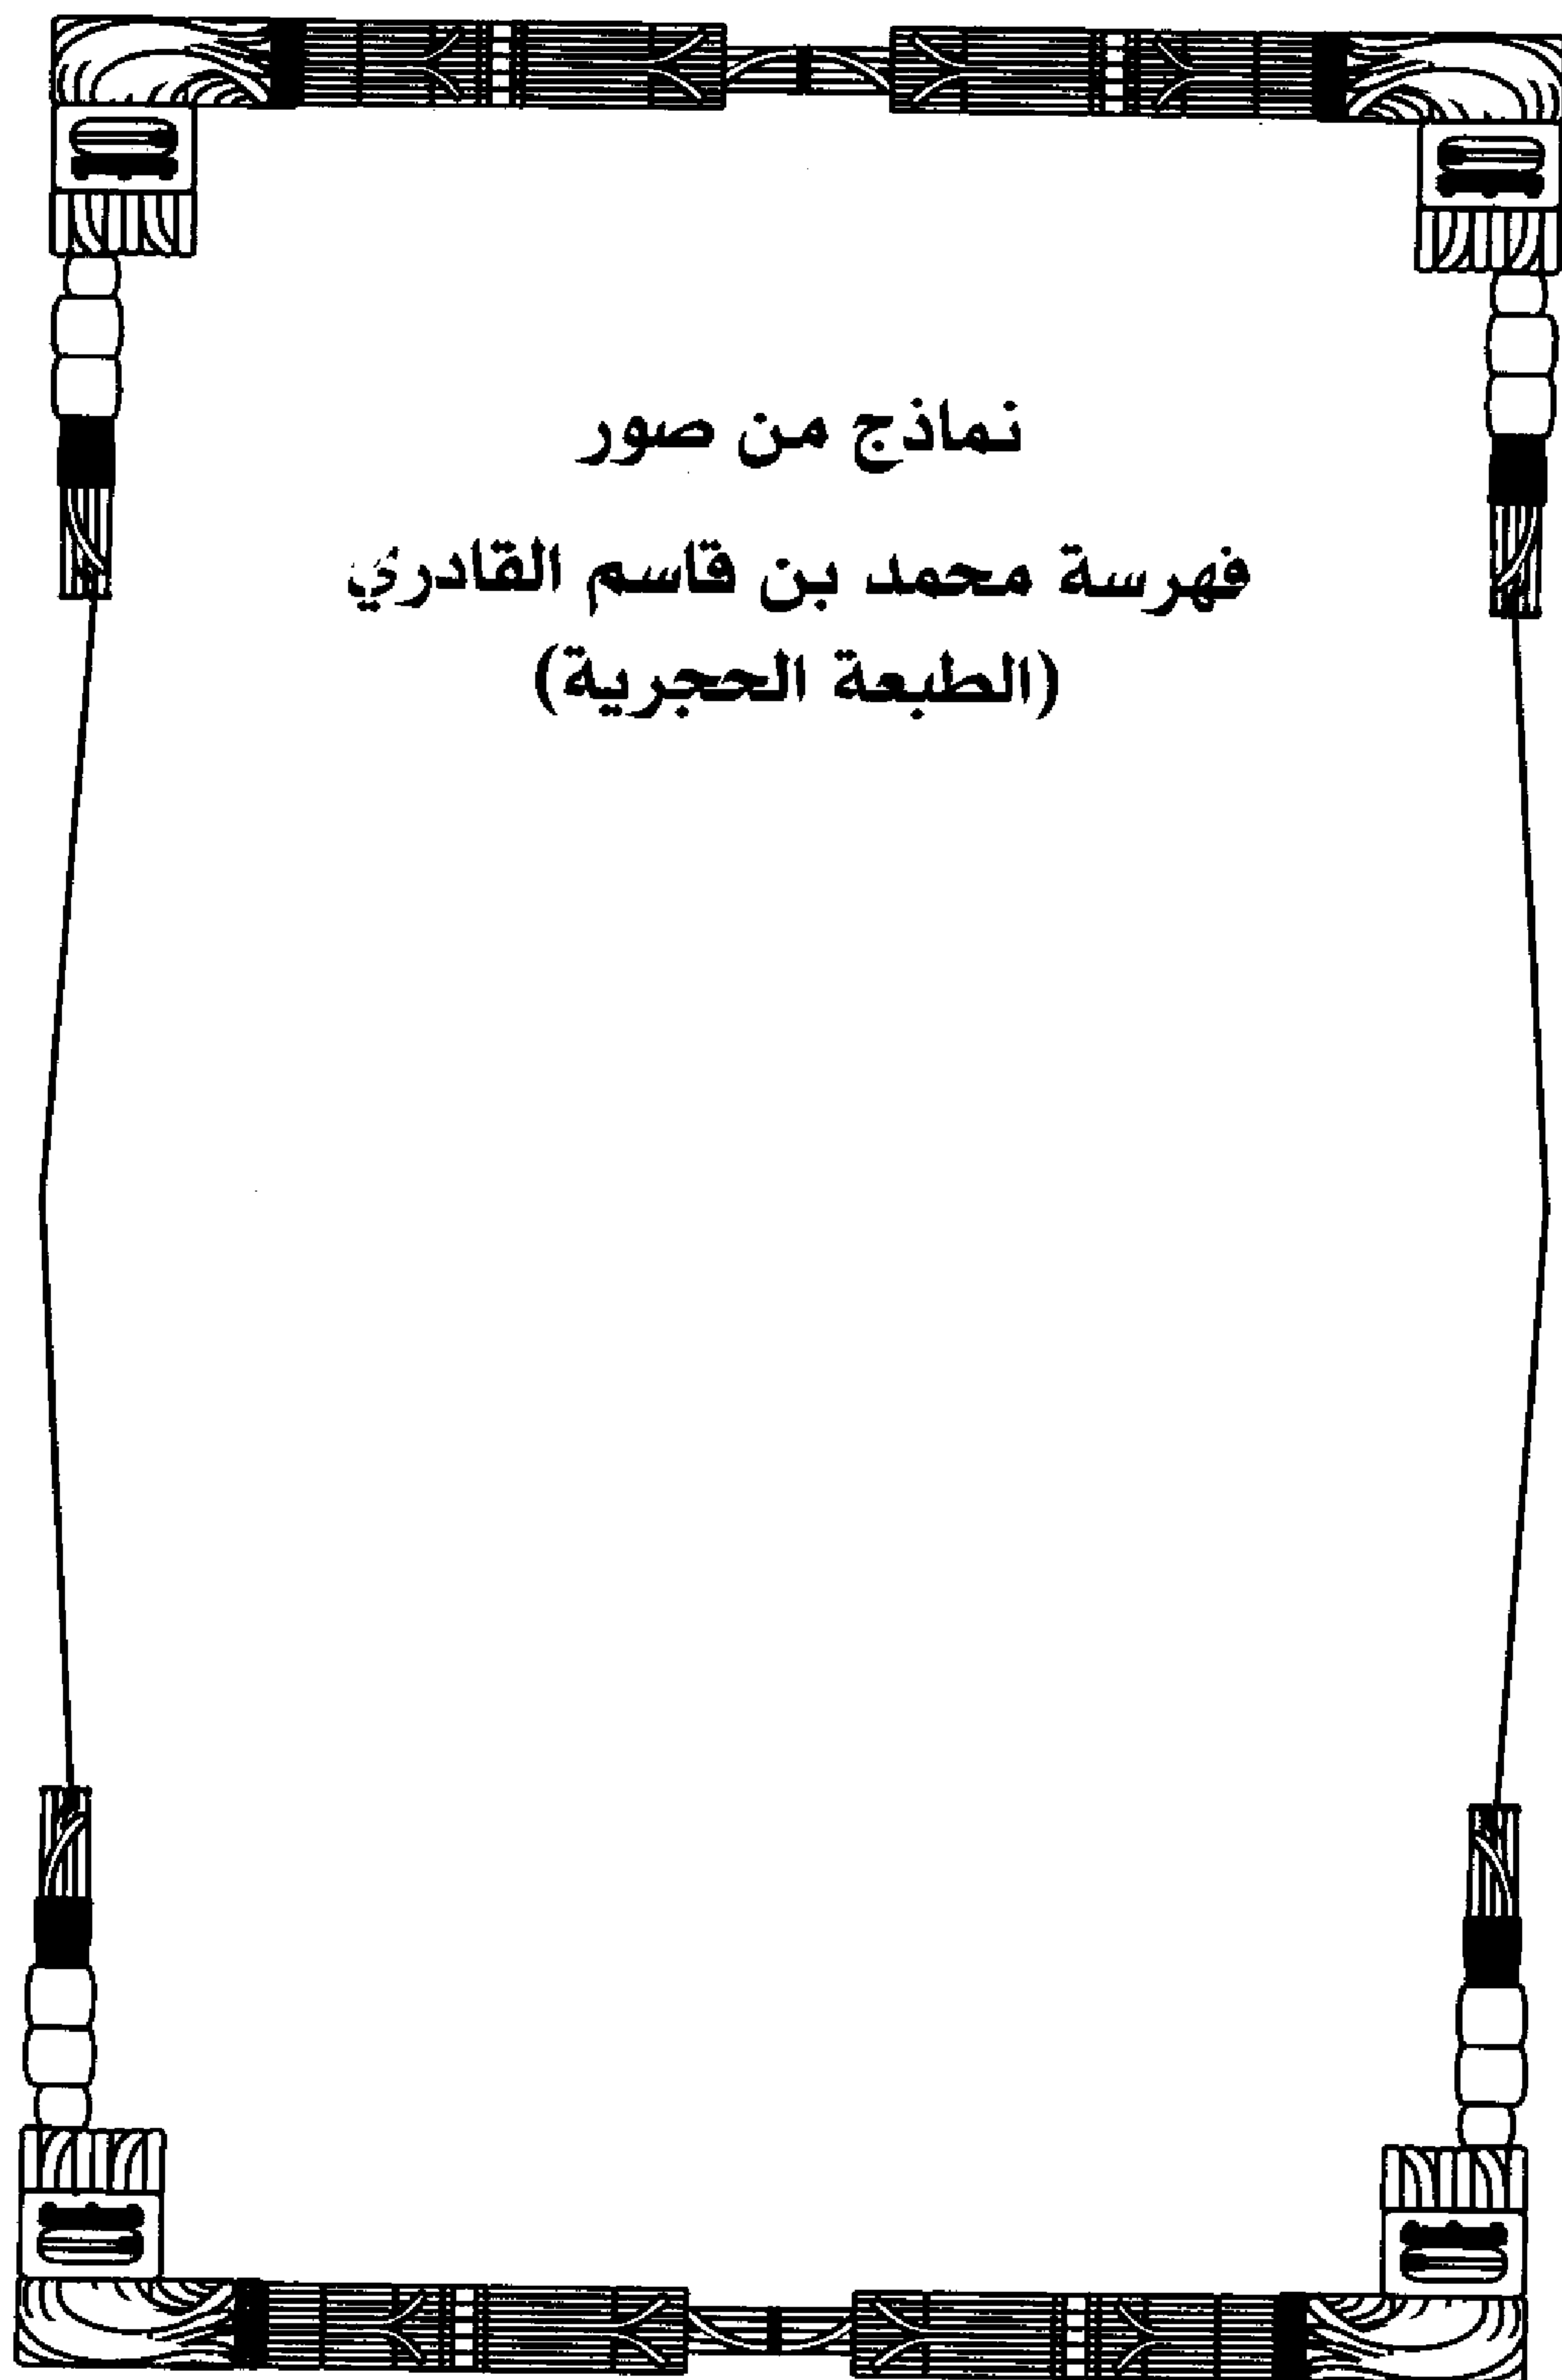 نماذج من صور
فهرسة محمد بن قاسم القادري
(الطبعة الحجرية)